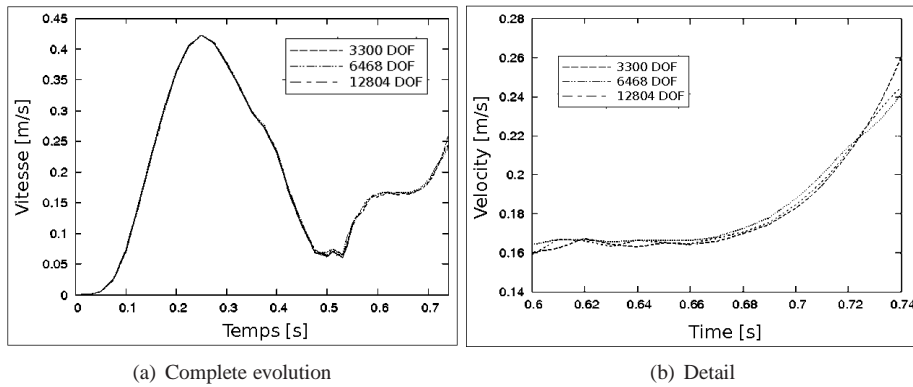 0.45
0.4
0.35
0.3
0.25
0.2
0.15
0.1
0.05
0
Vitesse [m/s]
3300 DOF
6468 DOF
12804 DOF
0 0.1 0.2 0.3 0.4 0.5 0.6 0.7
Temps [s]
(a) Complete evolution
0.28
0.26
0.24
0.22
0.2
0.18
0.16
0.14
Velocity [m/s]
3300 DOF
6468 DOF
12804 DOF
0.6 0.62 0.64 0.66 0.68 0.7 0.72 0.74
Time [s]
(b) Detail